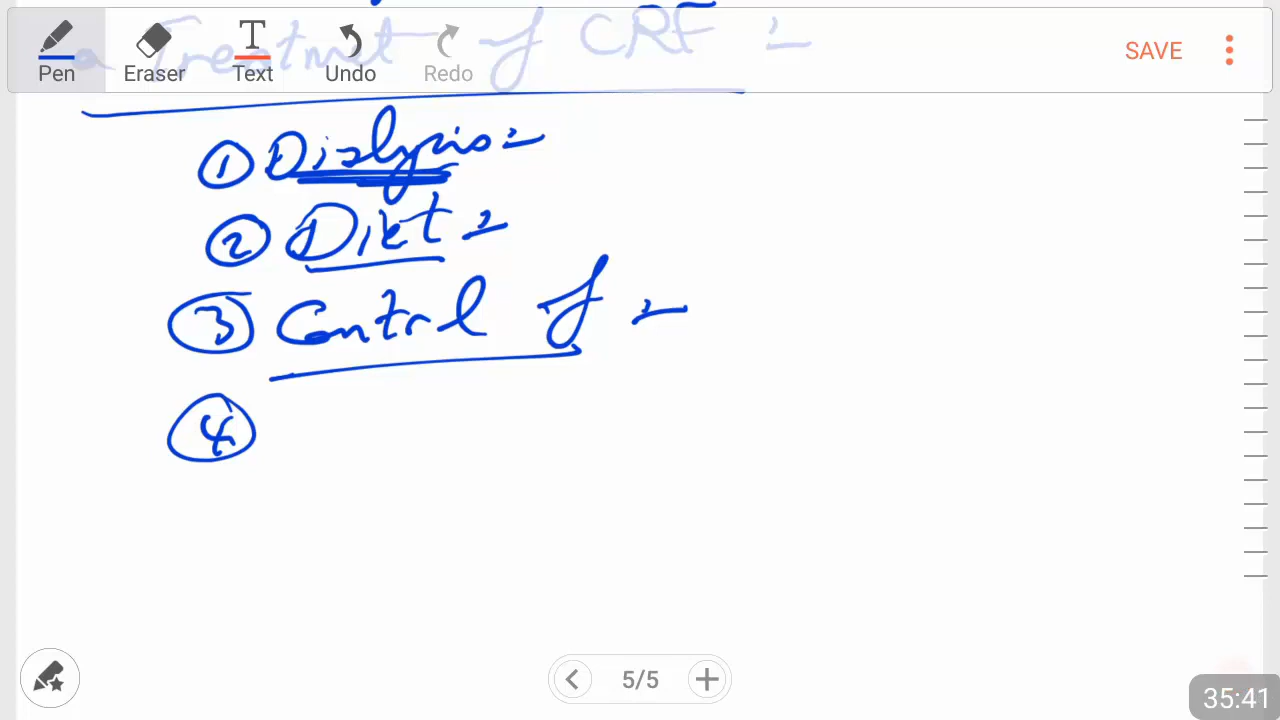 Treatmet of CRF :-
Pen Eraser Text Undo Redo SAVE
① Dialysis :-
② Diet :-
③ Control of :-
④
5/5
35:41